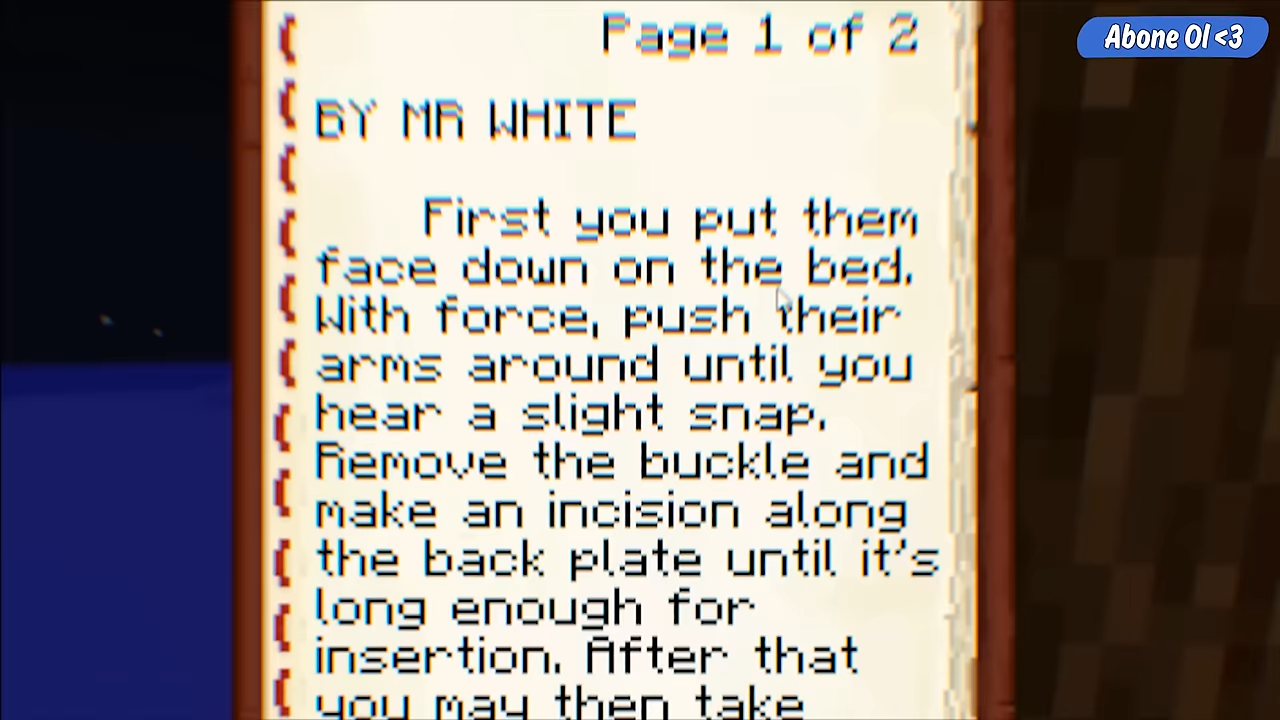 Page 1 of 2
Abone Ol <3
BY MR WHITE
First you put them
face down on the bed.
With force, push their
arms around until you
hear a slight snap.
Remove the buckle and
make an incision along
the back plate until it's
long enough for
insertion. After that
you may then take